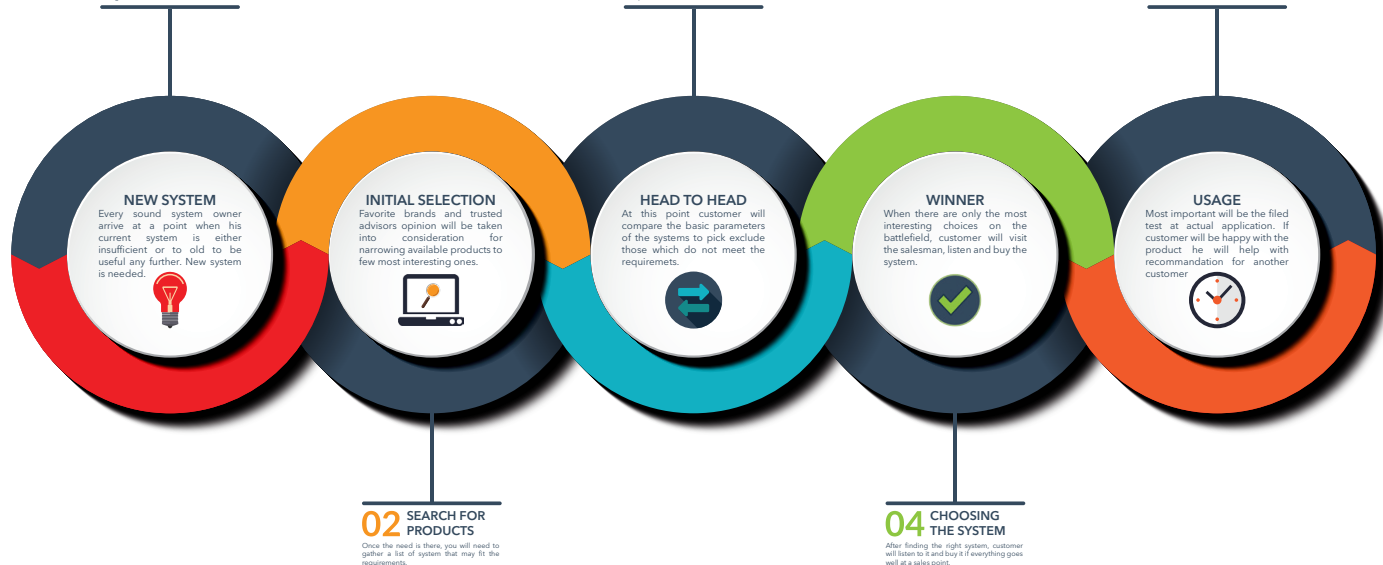 NEW SYSTEM
Every sound system owner
arrive at a point when his
current system is either
insufficient or to old to be
useful any further. New system
is needed.
INITIAL SELECTION
Favorite brands and trusted
advisors opinion will be taken
into consideration for
narrowing available products to
few most interesting ones.
HEAD TO HEAD
At this point customer will
compare the basic parameters
of the systems to pick exclude
those which do not meet the
requiremets.
WINNER
When there are only the most
interesting choices on the
battlefield, customer will visit
the salesman, listen and buy the
system.
USAGE
Most important will be the filed
test at actual application. If
customer will be happy with the
product he will help with
recommandation for another
customer
02 SEARCH FOR
PRODUCTS
Once the need is there, you will need to
gather a list of system that may fit the
requirements.
04 CHOOSING
THE SYSTEM
After finding the right system, customer
will listen to it and buy it if everything goes
well at a sales point.